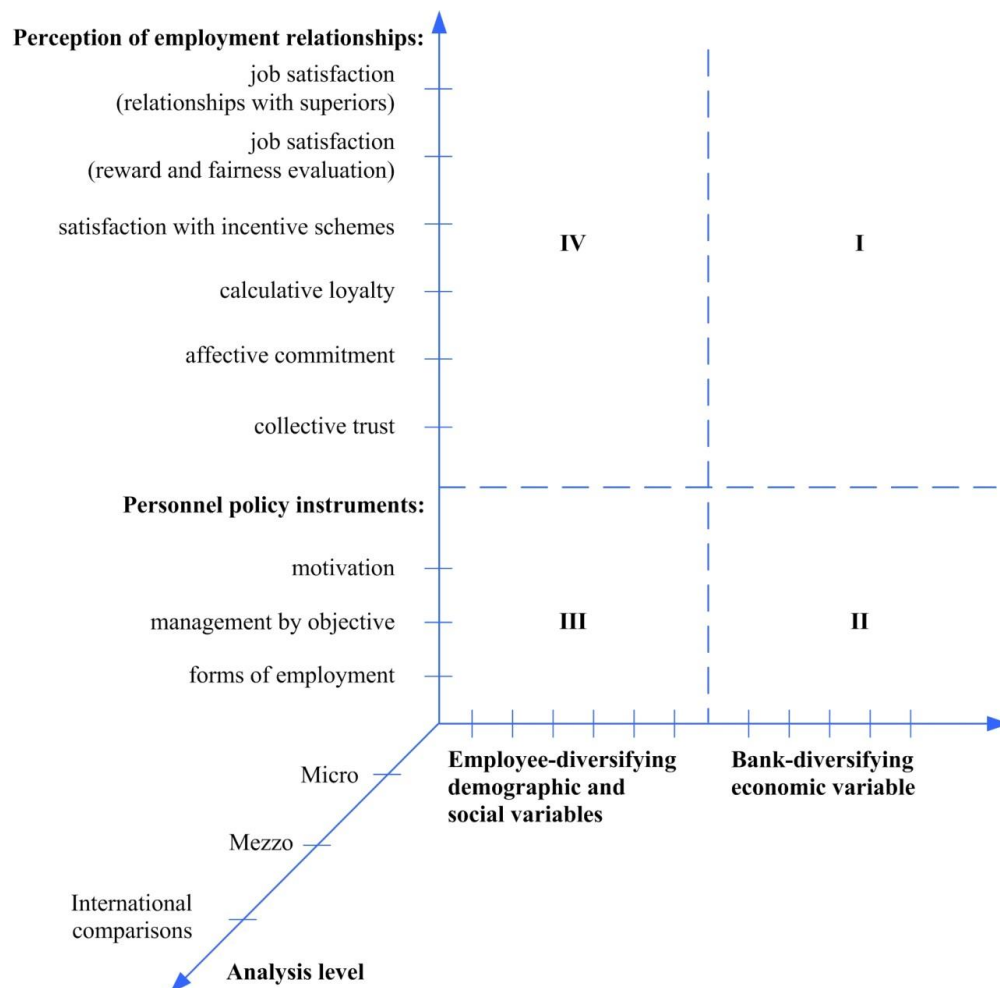 Perception of employment relationships:
job satisfaction
(relationships with superiors)
job satisfaction
(reward and fairness evaluation)
satisfaction with incentive schemes
IV
I
calculative loyalty
affective commitment
collective trust
Personnel policy instruments:
motivation
management by objective
III
II
forms of employment
Employee-diversifying
demographic and
social variables
Bank-diversifying
economic variable
Micro
Mezzo
International
comparisons
Analysis level